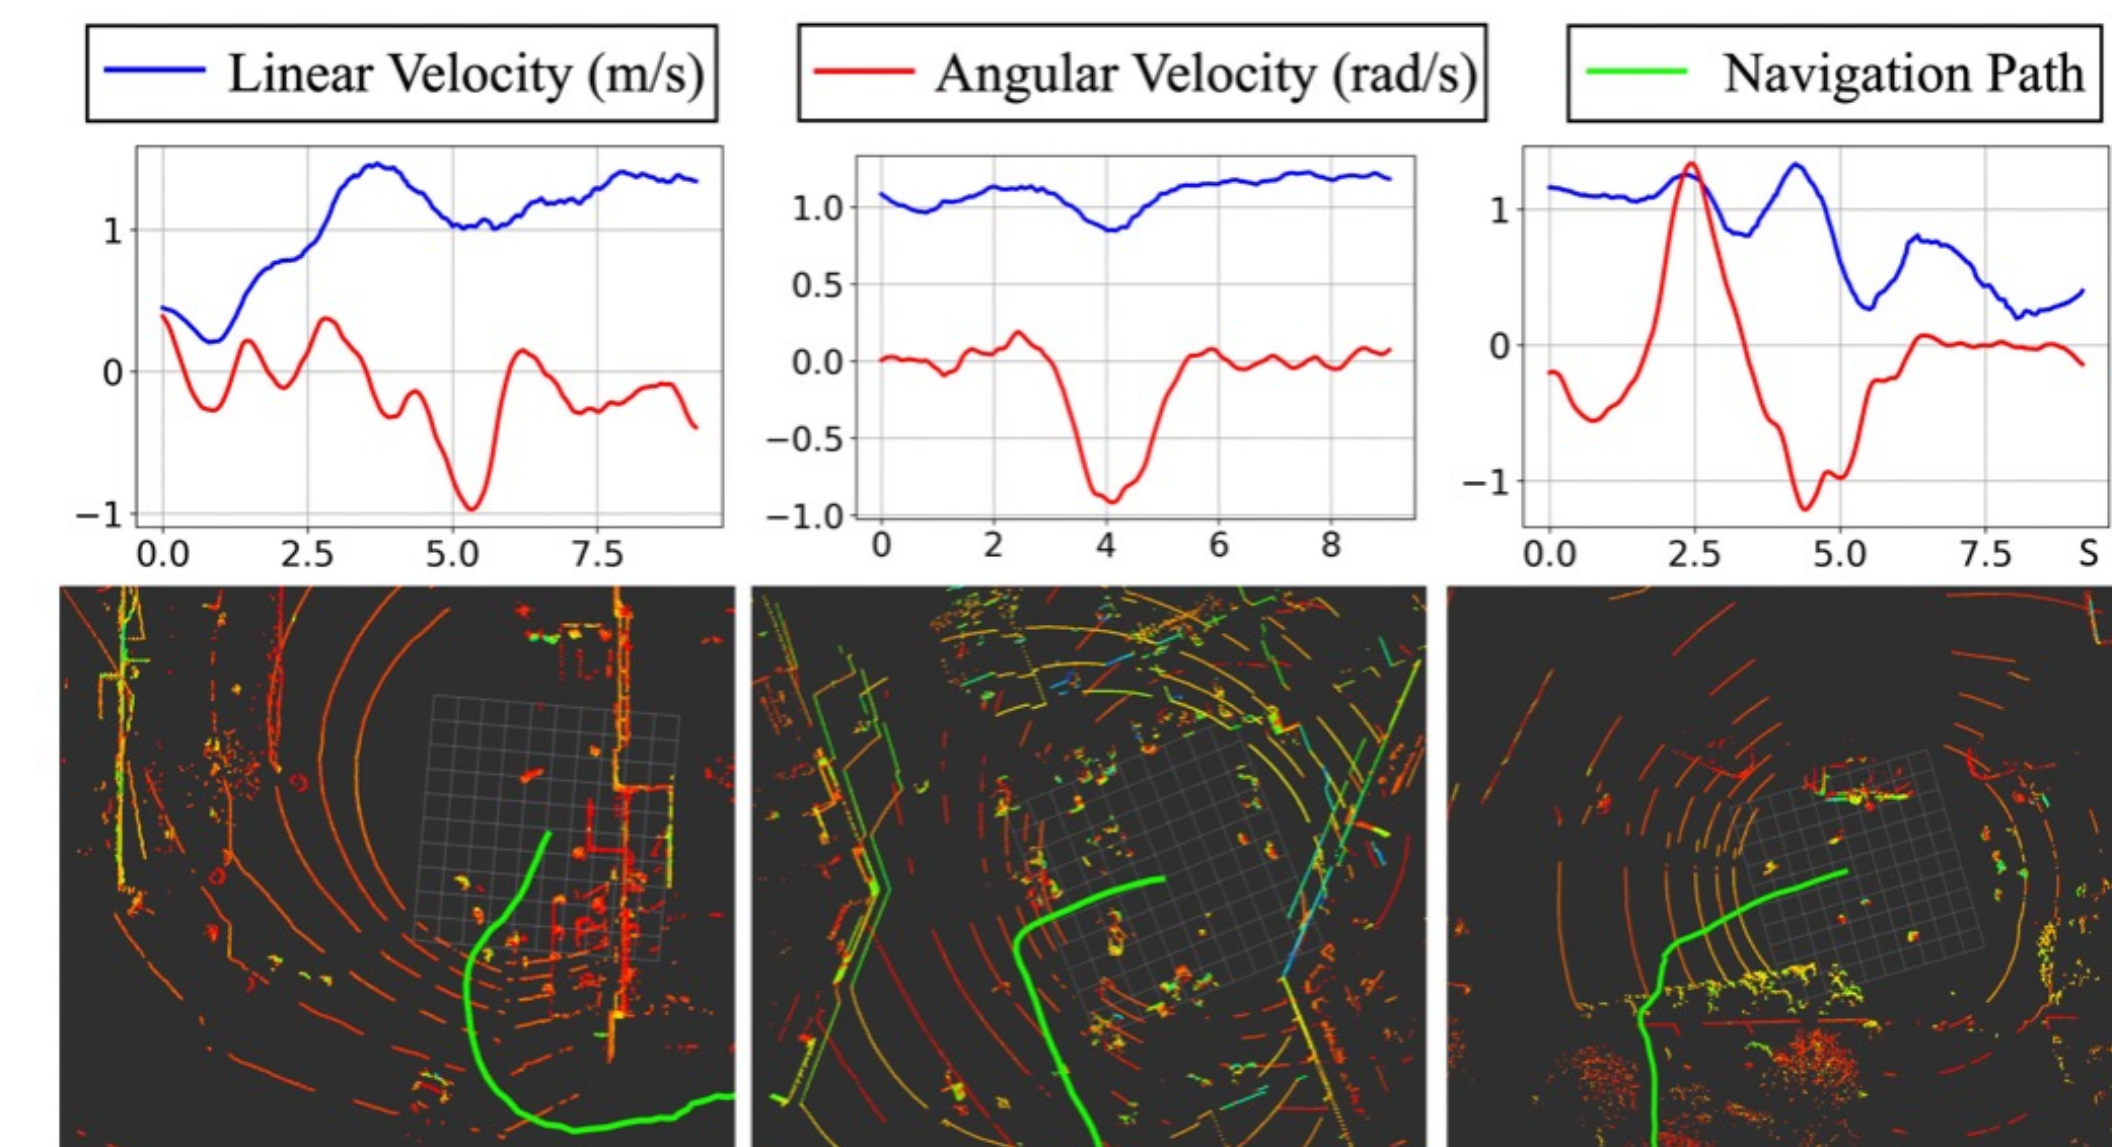 Linear Velocity (m/s)
Angular Velocity (rad/s)
Navigation Path
1
0
−1
0.0 2.5 5.0 7.5
1.0
0.5
0.0
−0.5
−1.0
0 2 4 6 8
1
0
−1
0.0 2.5 5.0 7.5 S